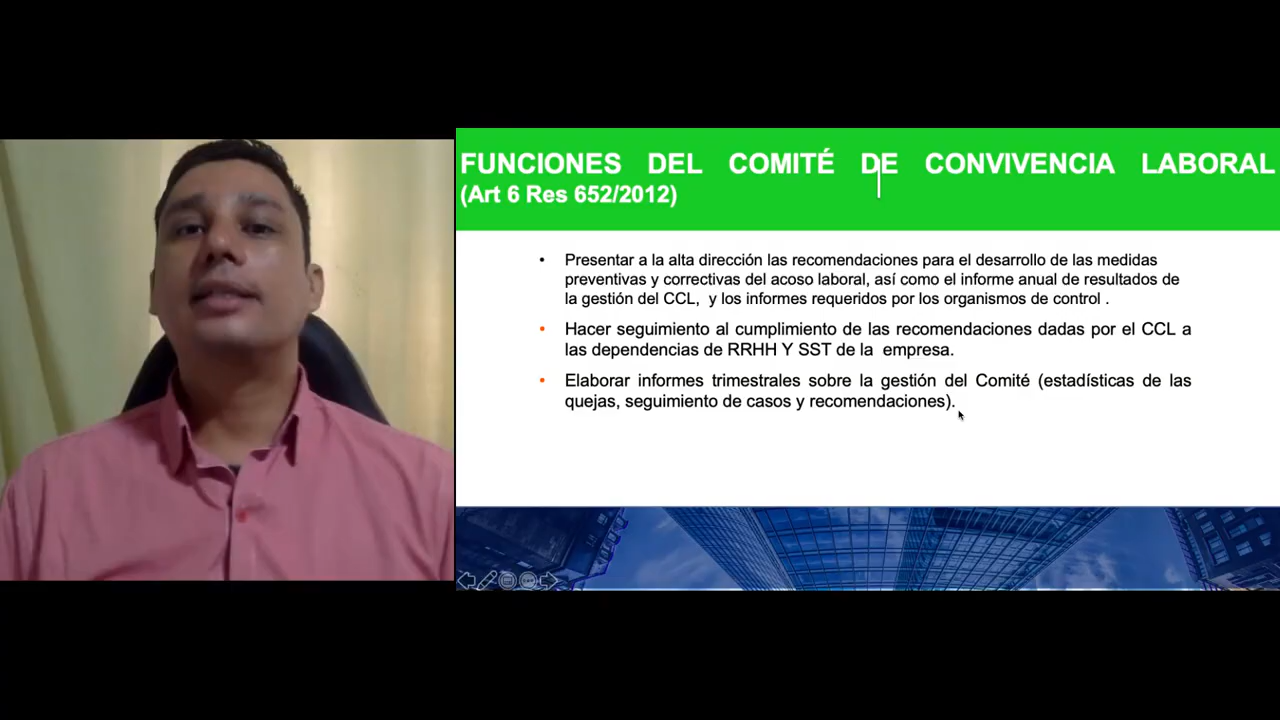 FUNCIONES DEL COMITÉ DE CONVIVENCIA LABORAL
(Art 6 Res 652/2012)
• Presentar a la alta dirección las recomendaciones para el desarrollo de las medidas
preventivas y correctivas del acoso laboral, así como el informe anual de resultados de
la gestión del CCL, y los informes requeridos por los organismos de control .
• Hacer seguimiento al cumplimiento de las recomendaciones dadas por el CCL a
las dependencias de RRHH Y SST de la empresa.
• Elaborar informes trimestrales sobre la gestión del Comité (estadísticas de las
quejas, seguimiento de casos y recomendaciones).